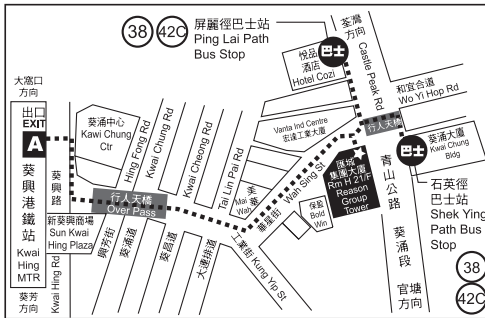 38 42C 屏麗徑巴士站
Ping Lai Path
Bus Stop
荃灣
方向
悅品
酒店
Hotel Cozi
巴士
Castle Peak Rd
和宜合道
Wo Yi Hop Rd
大窩口
方向
出口
EXIT
A
葵興港鐵站
Kwai
Hing
MTR
葵芳
方向
葵興路
Kwai Hing Rd
葵涌中心
Kawi Chung
Ctr
Hing Fong Rd
Kwai Chung Rd
Kwai Cheong Rd
Tai Lin Pai Rd
Vanta Ind Centre
宏達工業大廈
行人天橋
葵涌大廈
Kwai Chung
Bldg
巴士
行人天橋
Over Pass
新葵興商場
Sun Kwai
Hing Plaza
興芳街
葵涌道
葵昌道
大連排道
美華
Mai
Wah
Wah Sing St
華星街
上業街 Kung Yip St
保盈
Bold
Win
匯城
集團大廈
Rm H 21/F
Reason
Group
Tower
青山公路
葵涌段
官塘
方向
石英徑
巴士站
Shek Ying
Path Bus
Stop
38
42C